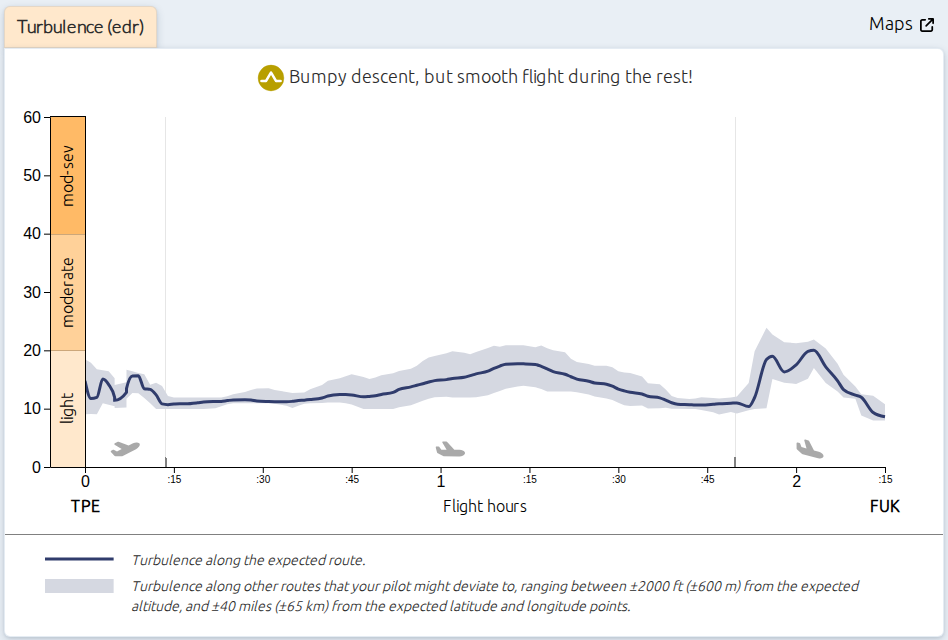 Turbulence (edr)
Maps
Bumpy descent, but smooth flight during the rest!
60
50
40
30
20
10
0
mod-sev
moderate
light
0 :15 :30 :45 1 :15 :30 :45 2 :15
TPE Flight hours FUK
Turbulence along the expected route.
Turbulence along other routes that your pilot might deviate to, ranging between ±2000 ft (±600 m) from the expected
altitude, and ±40 miles (±65 km) from the expected latitude and longitude points.